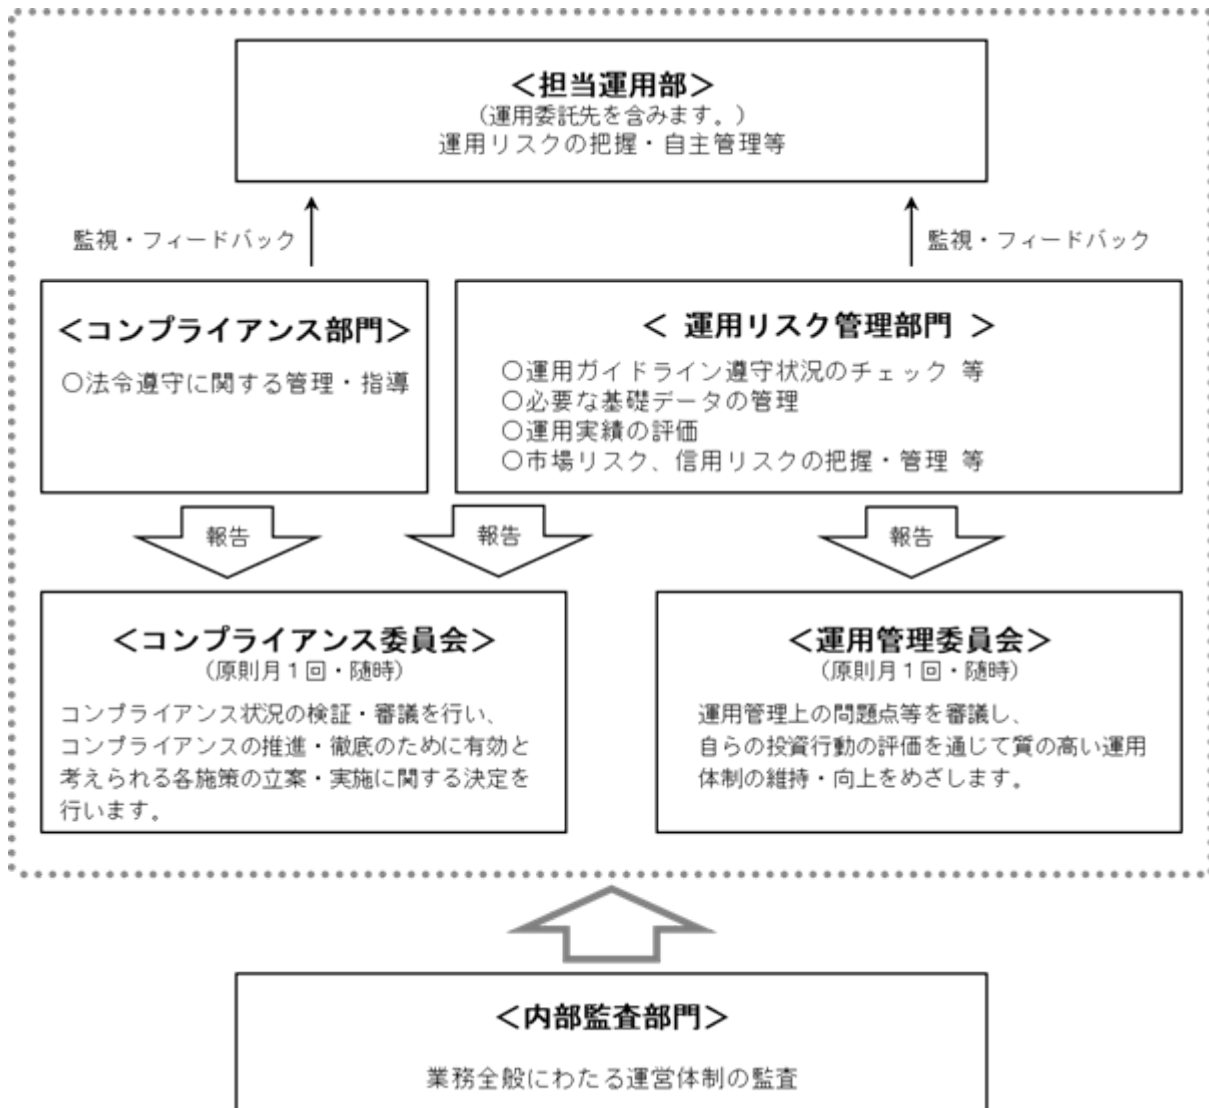 ＜担当運用部＞
（運用委託先を含みます。）
運用リスクの把握・自主管理等
監視・フィードバック
監視・フィードバック
＜コンプライアンス部門＞
○法令遵守に関する管理・指導
＜ 運用リスク管理部門 ＞
○運用ガイドライン遵守状況のチェック 等
○必要な基礎データの管理
○運用実績の評価
○市場リスク、信用リスクの把握・管理 等
報告
報告
報告
＜コンプライアンス委員会＞
（原則月１回・随時）
コンプライアンス状況の検証・審議を行い、
コンプライアンスの推進・徹底のために有効と
考えられる各施策の立案・実施に関する決定を
行います。
＜運用管理委員会＞
（原則月１回・随時）
運用管理上の問題点等を審議し、
自らの投資行動の評価を通じて質の高い運用
体制の維持・向上をめざします。
＜内部監査部門＞
業務全般にわたる運営体制の監査